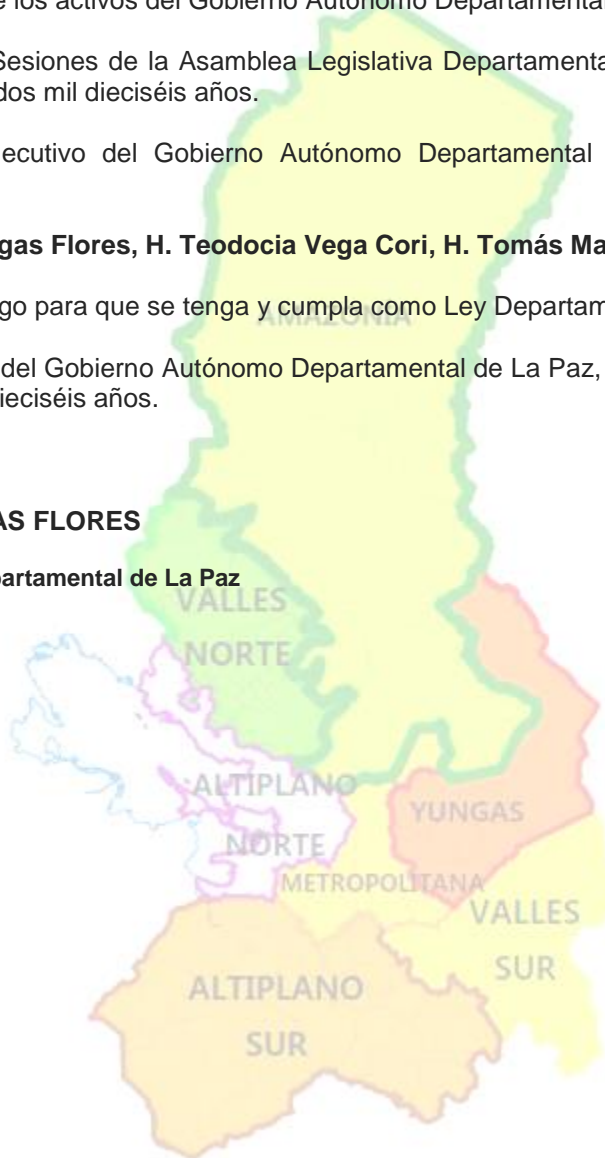 los activos del Gobierno Autónomo Departamental
Sesiones de la Asamblea Legislativa Departamenta
dos mil dieciséis años.
ecutivo del Gobierno Autónomo Departamental
gas Flores, H. Teodocia Vega Cori, H. Tomás Ma
go para que se tenga y cumpla como Ley Departam
AMAZONIA
del Gobierno Autónomo Departamental de La Paz,
ieciséis años.
AS FLORES
partamental de La Paz
VALLES
NORTE
ALTIPLANO
NORTE
YUNGAS
METROPOLITANA
VALLES
SUR
ALTIPLANO
SUR